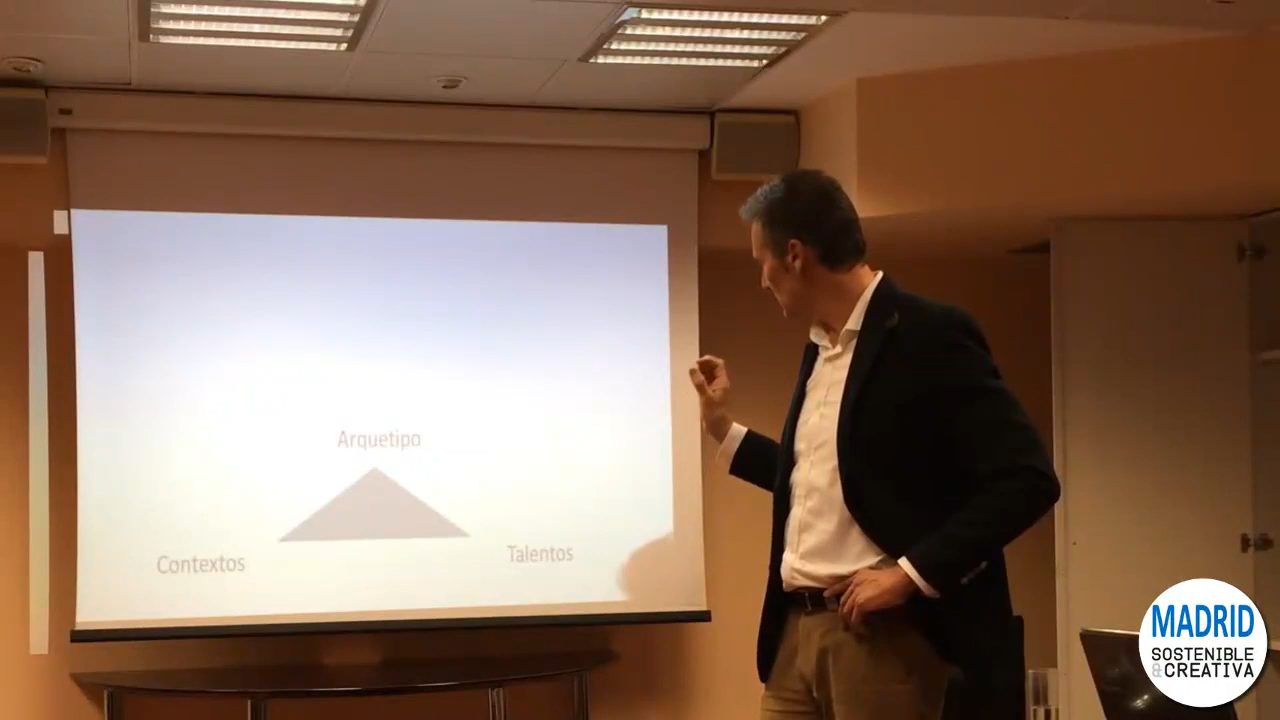 Arquetipo
Contextos
Talentos
MADRID
SOSTENIBLE
&CREATIVA